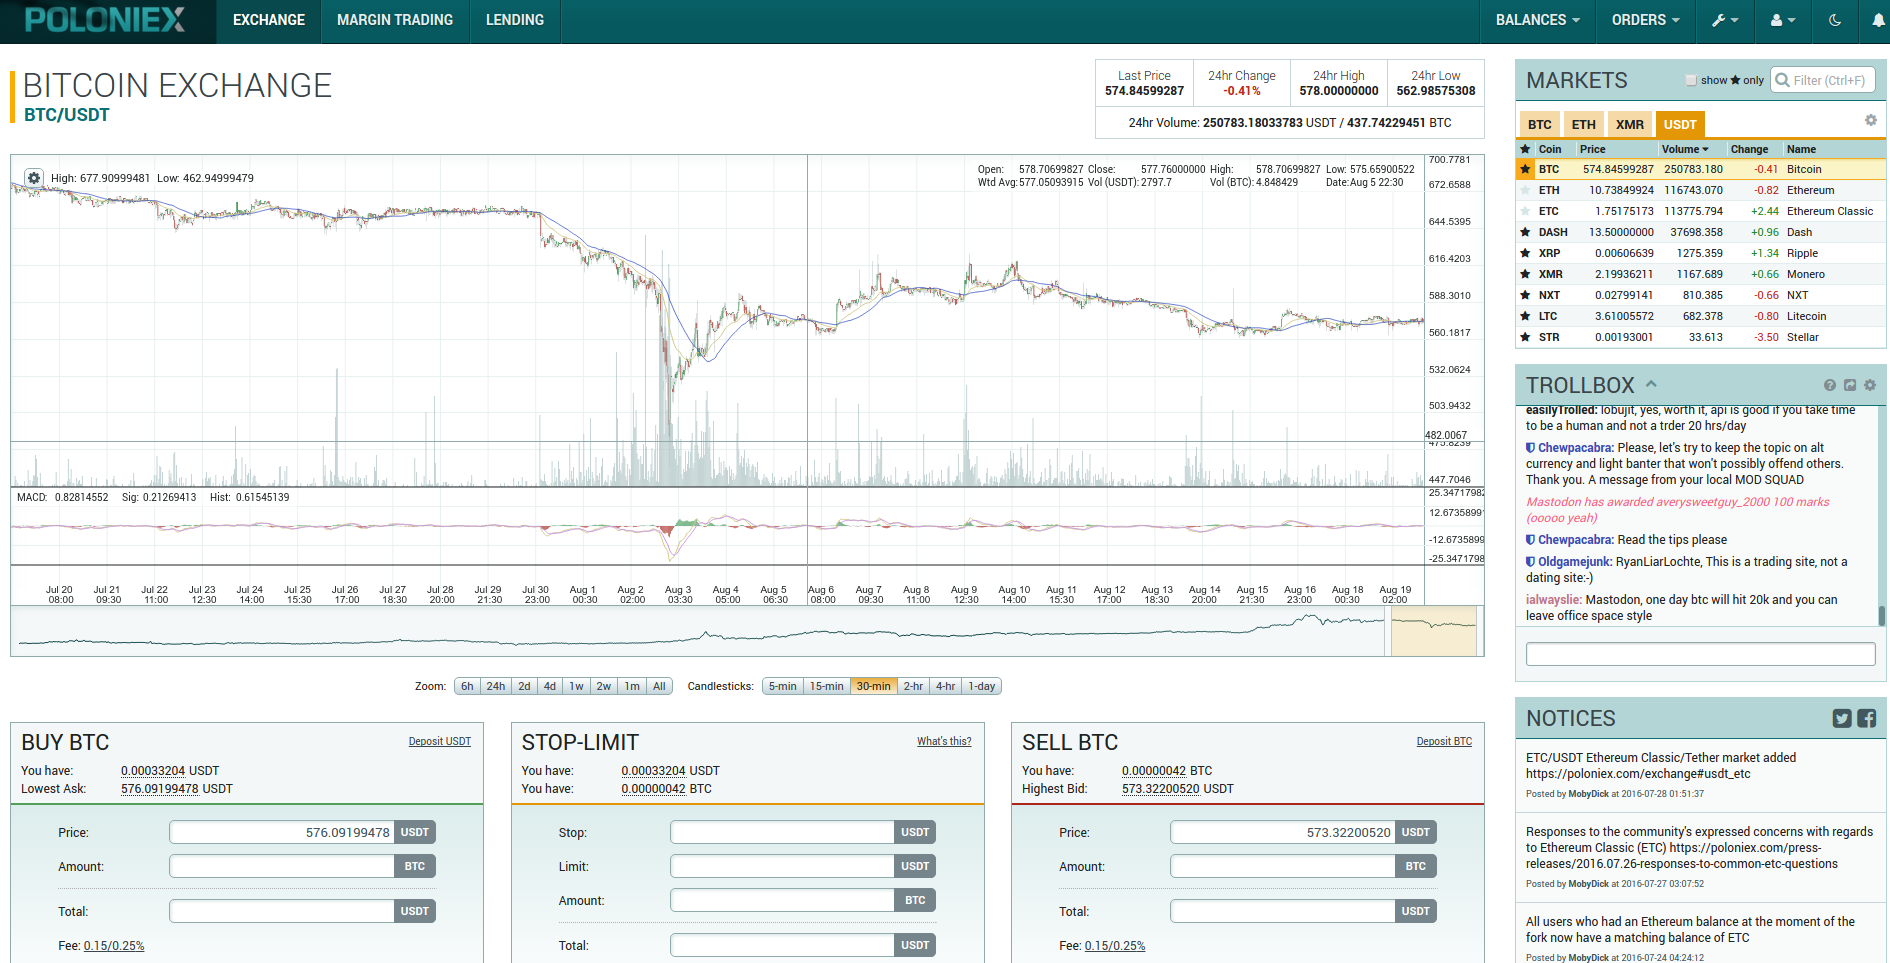 POLONIEX EXCHANGE MARGIN TRADING LENDING BALANCES ORDERS
BITCOIN EXCHANGE
BTC/USDT
Last Price 24hr Change 24hr High 24hr Low
574.84599287 -0.41% 578.00000000 562.98575308
24hr Volume: 250783.18033783 USDT / 437.74229451 BTC
High: 677.90999481 Low: 462.94999479
Open: 578.70699827 Close: 577.76000000 High: 578.70699827 Low: 575.65900522
Wtd Avg: 577.05093915 Vol (USDT): 2797.7 Vol (BTC): 4.848429 Date: Aug 5 22:30
700.7781
672.6588
644.5395
616.4203
588.3010
560.1817
532.0624
503.9432
482.0067
475.8239
447.7046
MACD: 0.82814552 Sig: 0.21269413 Hist: 0.61545139
25.34717982
12.6735899
-12.6735899
-25.3471798
Jul 20 Jul 21 Jul 22 Jul 23 Jul 24 Jul 25 Jul 26 Jul 27 Jul 28 Jul 29 Jul 30 Aug 1 Aug 2 Aug 3 Aug 4 Aug 5 Aug 6 Aug 7 Aug 8 Aug 9 Aug 10 Aug 11 Aug 12 Aug 13 Aug 14 Aug 15 Aug 16 Aug 18 Aug 19
08:00 09:30 11:00 12:30 14:00 15:30 17:00 18:30 20:00 21:30 23:00 00:30 02:00 03:30 05:00 06:30 08:00 09:30 11:00 12:30 14:00 15:30 17:00 18:30 20:00 21:30 23:00 00:30 02:00
Zoom: 6h 24h 2d 4d 1w 2w 1m All Candlesticks: 5-min 15-min 30-min 2-hr 4-hr 1-day
BUY BTC Deposit USDT
You have: 0.00033204 USDT
Lowest Ask: 576.09199478 USDT
Price: 576.09199478 USDT
Amount: BTC
Total: USDT
Fee: 0.15/0.25%
STOP-LIMIT What's this?
You have: 0.00033204 USDT
You have: 0.00000042 BTC
Stop: USDT
Limit: USDT
Amount: BTC
Total: USDT
SELL BTC Deposit BTC
You have: 0.00000042 BTC
Highest Bid: 573.32200520 USDT
Price: 573.32200520 USDT
Amount: BTC
Total: USDT
Fee: 0.15/0.25%
MARKETS show ★ only Filter (Ctrl+F)
BTC ETH XMR USDT
★ Coin Price Volume Change Name
★ BTC 574.84599287 250783.180 -0.41 Bitcoin
★ ETH 10.73849924 116743.070 -0.82 Ethereum
★ ETC 1.75175173 113775.794 +2.44 Ethereum Classic
★ DASH 13.50000000 37698.358 +0.96 Dash
★ XRP 0.00606639 1275.359 +1.34 Ripple
★ XMR 2.19936211 1167.689 +0.66 Monero
★ NXT 0.02799141 810.385 -0.66 NXT
★ LTC 3.61005572 682.378 -0.80 Litecoin
★ STR 0.00193001 33.613 -3.50 Stellar
TROLLBOX
easilyTrolled: lobujit, yes, worth it, api is good if you take time
to be a human and not a trder 20 hrs/day
Chewpacabra: Please, let's try to keep the topic on alt
currency and light banter that won't possibly offend others.
Thank you. A message from your local MOD SQUAD
Mastodon has awarded averysweetguy_2000 100 marks
(ooooo yeah)
Chewpacabra: Read the tips please
Oldgamejunk: RyanLiarLochte, This is a trading site, not a
dating site:-)
ialwayslie: Mastodon, one day btc will hit 20k and you can
leave office space style
NOTICES
ETC/USDT Ethereum Classic/Tether market added
https://poloniex.com/exchange#usdt_etc
Posted by MobyDick at 2016-07-28 01:51:37
Responses to the community's expressed concerns with regards
to Ethereum Classic (ETC) https://poloniex.com/press-
releases/2016.07.26-responses-to-common-etc-questions
Posted by MobyDick at 2016-07-27 03:07:52
All users who had an Ethereum balance at the moment of the
fork now have a matching balance of ETC
Posted by MobyDick at 2016-07-24 04:24:12